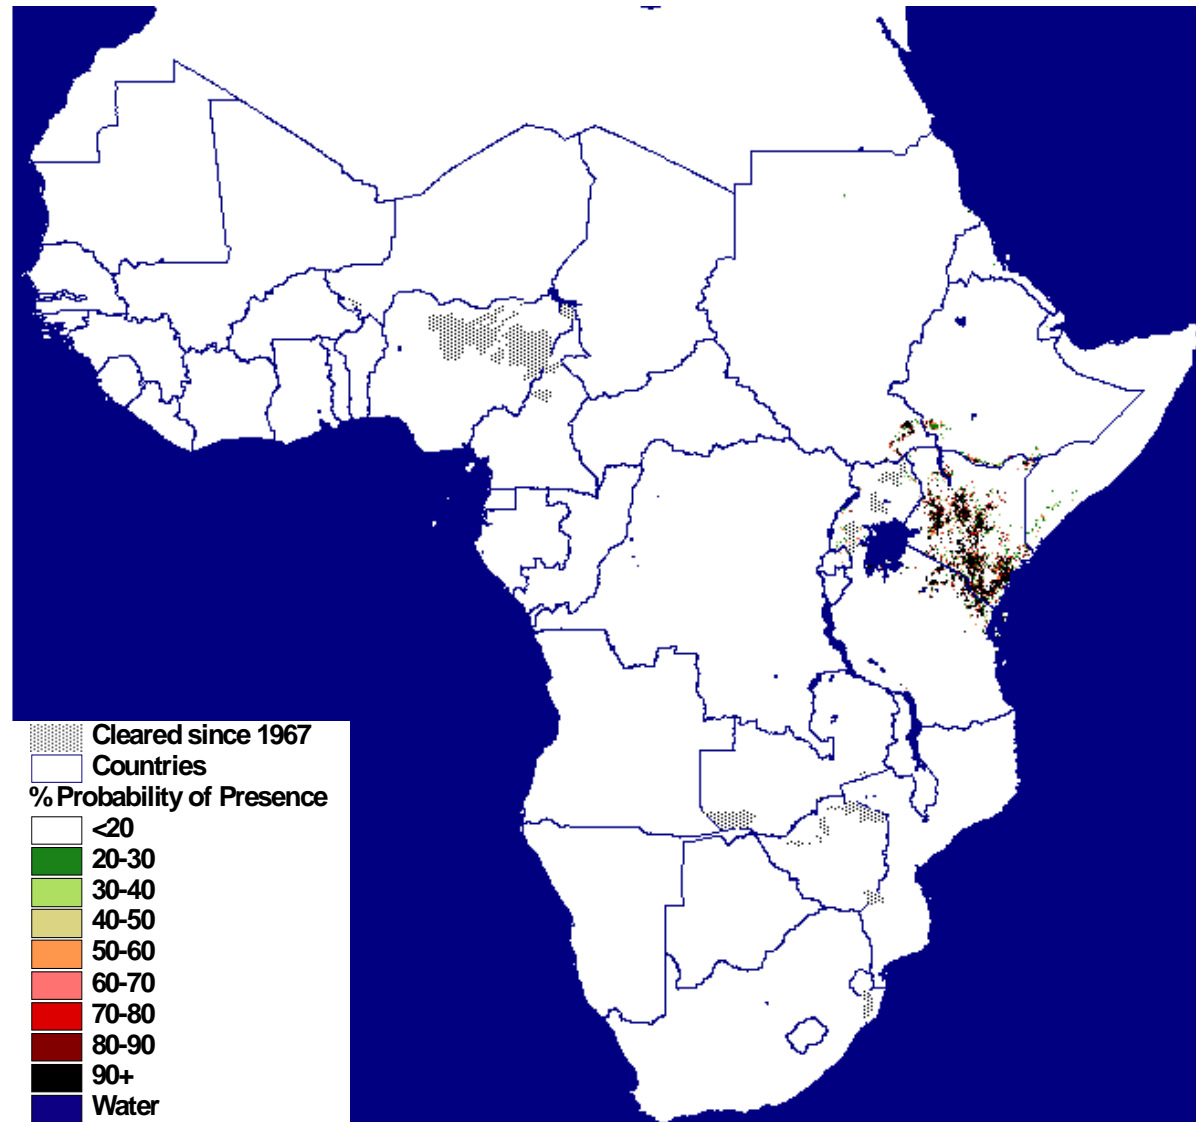 Cleared since 1967
Countries
% Probability of Presence
<20
20-30
30-40
40-50
50-60
60-70
70-80
80-90
90+
Water